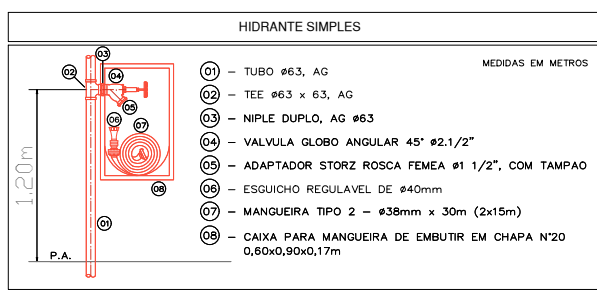 HIDRANTE SIMPLES
MEDIDAS EM METROS
01 – TUBO ø63, AG
02 – TEE ø63 x 63, AG
03 – NIPLE DUPLO, AG ø63
04 – VALVULA GLOBO ANGULAR 45° ø2.1/2"
05 – ADAPTADOR STORZ ROSCA FEMEA ø1 1/2", COM TAMPAO
06 – ESGUICHO REGULAVEL DE ø40mm
07 – MANGUEIRA TIPO 2 – ø38mm x 30m (2x15m)
08 – CAIXA PARA MANGUEIRA DE EMBUTIR EM CHAPA N°20
0,60x0,90x0,17m
03
02
04
05
06
07
08
01
1.20m
P.A.